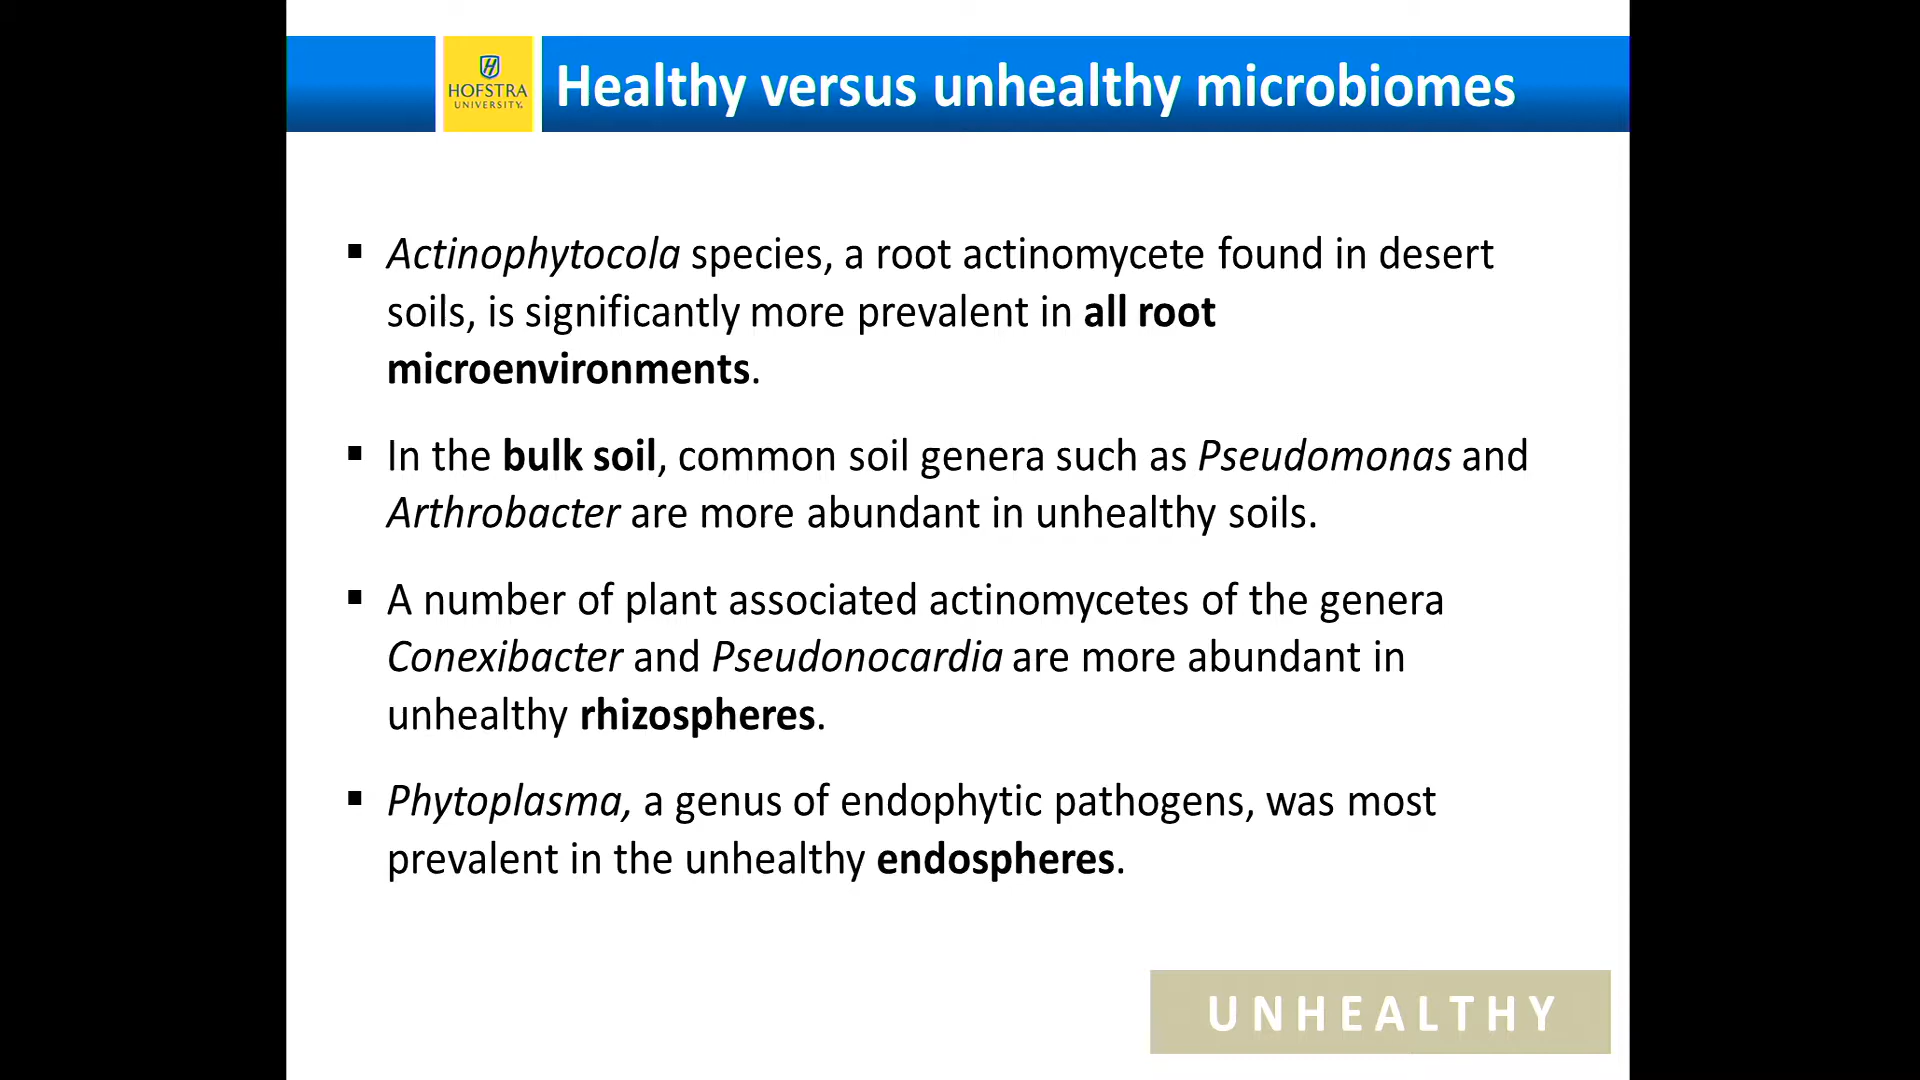 H
HOFSTRA
UNIVERSITY.
Healthy versus unhealthy microbiomes
▪ Actinophytocola species, a root actinomycete found in desert
soils, is significantly more prevalent in all root
microenvironments.
▪ In the bulk soil, common soil genera such as Pseudomonas and
Arthrobacter are more abundant in unhealthy soils.
▪ A number of plant associated actinomycetes of the genera
Conexibacter and Pseudonocardia are more abundant in
unhealthy rhizospheres.
▪ Phytoplasma, a genus of endophytic pathogens, was most
prevalent in the unhealthy endospheres.
UNHEALTHY